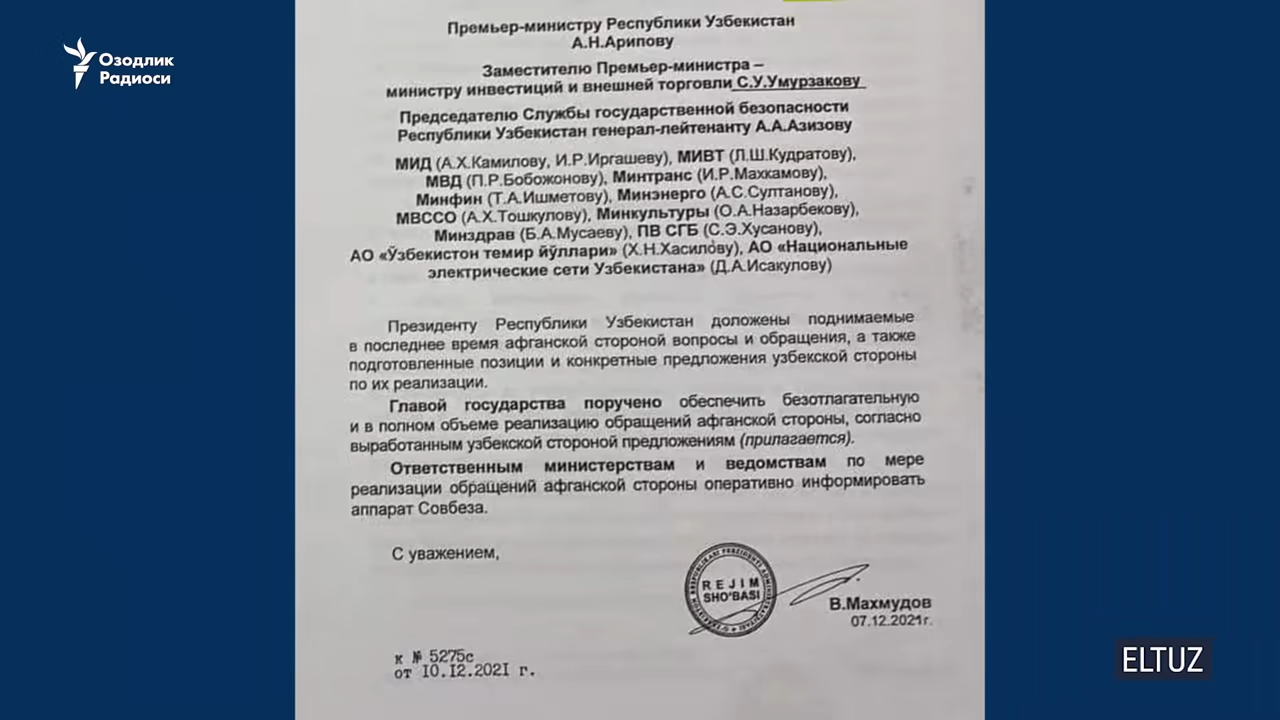 Озодлик
Радиоси
Премьер-министру Республики Узбекистан
А.Н.Арипову
Заместителю Премьер-министра –
министру инвестиций и внешней торговли С.У.Умурзакову
Председателю Службы государственной безопасности
Республики Узбекистан генерал-лейтенанту А.А.Азизову
МИД (А.Х.Камилову, И.Р.Иргашеву), МИВТ (Л.Ш.Кудратову),
МВД (П.Р.Бобожонову), Минтранс (И.Р.Махкамову),
Минфин (Т.А.Ишметову), Минэнерго (А.С.Султанову),
МВССО (А.Х.Тошкулову), Минкультуры (О.А.Назарбекову),
Минздрав (Б.А.Мусаеву), ПВ СГБ (С.Э.Хусанову),
АО «Ўзбекистон темир йўллари» (Х.Н.Хасилову), АО «Национальные
электрические сети Узбекистана» (Д.А.Исакулову)
Президенту Республики Узбекистан доложены поднимаемые
в последнее время афганской стороной вопросы и обращения, а также
подготовленные позиции и конкретные предложения узбекской стороны
по их реализации.
Главой государства поручено обеспечить безотлагательную
и в полном объеме реализацию обращений афганской стороны, согласно
выработанным узбекской стороной предложениям (прилагается).
Ответственным министерствам и ведомствам по мере
реализации обращений афганской стороны оперативно информировать
аппарат Совбеза.
С уважением,
REJIM
SHO'BASI
В.Махмудов
07.12.2021г.
к № 5275с
от 10.12.2021 г.
ELTUZ